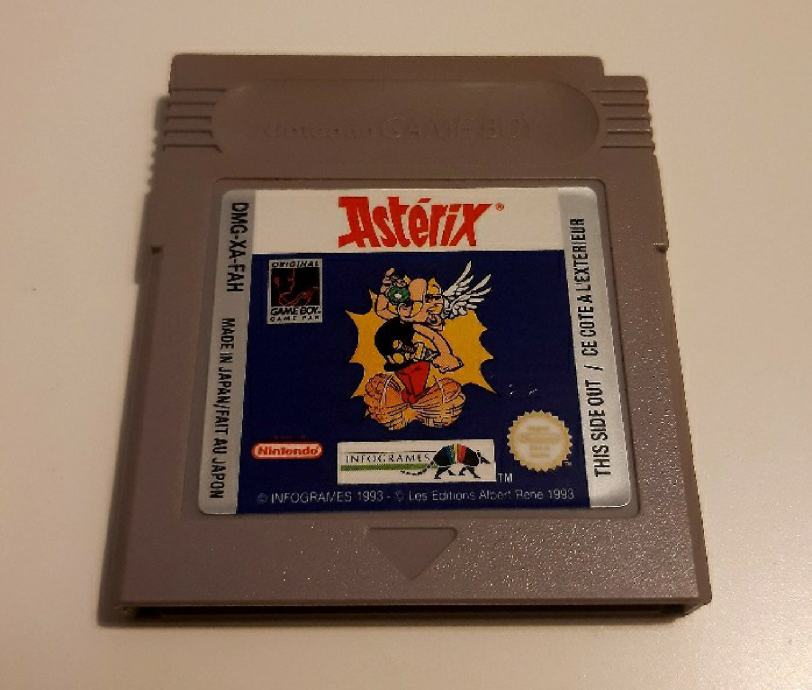 Nintendo GAME BOY
Astérix®
DMG-XA-FAH
MADE IN JAPAN/FAIT AU JAPON
ORIGINAL
GAME BOY
GAME PAK
Nintendo
INFOGRAMES
TM
© INFOGRAMES 1993 - © Les Editions Albert René 1993
THIS SIDE OUT / CE COTE A L'EXTERIEUR